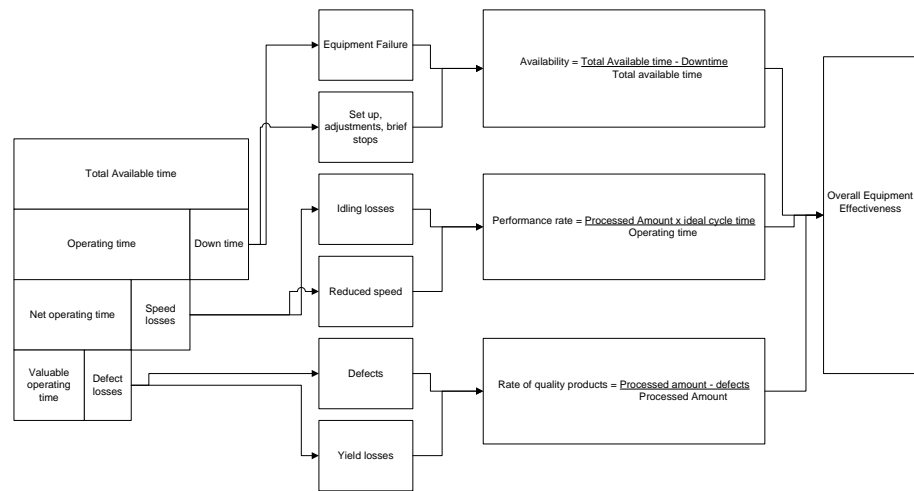 Equipment Failure
Availability = Total Available time - Downtime
Total available time
Set up,
adjustments, brief
stops
Total Available time
Idling losses
Overall Equipment
Effectiveness
Operating time
Down time
Performance rate = Processed Amount x ideal cycle time
Operating time
Reduced speed
Net operating time
Speed
losses
Valuable
operating
time
Defect
losses
Defects
Rate of quality products = Processed amount - defects
Processed Amount
Yield losses